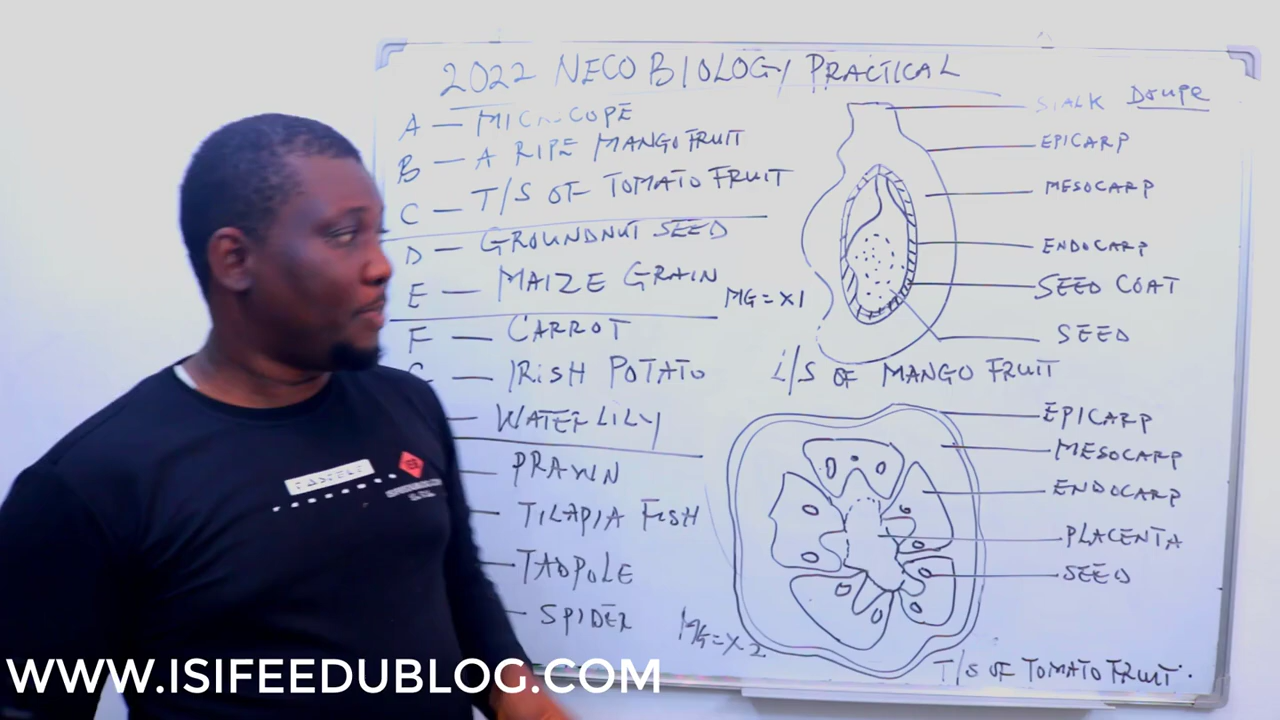 2022 NECO BIOLOGY PRACTICAL
A — MICROSCOPE
B — A RIPE MANGO FRUIT
C — T/S OF TOMATO FRUIT
D — GROUNDNUT SEED
E — MAIZE GRAIN
F — CARROT
G — IRISH POTATO
— WATER LILY
— PRAWN
— TILAPIA FISH
— TADPOLE
— SPIDER
STALK DRUPE
EPICARP
MESOCARP
ENDOCARP
SEED COAT
SEED
MG = X1
L/S OF MANGO FRUIT
EPICARP
MESOCARP
ENDOCARP
PLACENTA
SEED
MG = X 2
T/S OF TOMATO FRUIT.
WWW.ISIFEEDUBLOG.COM